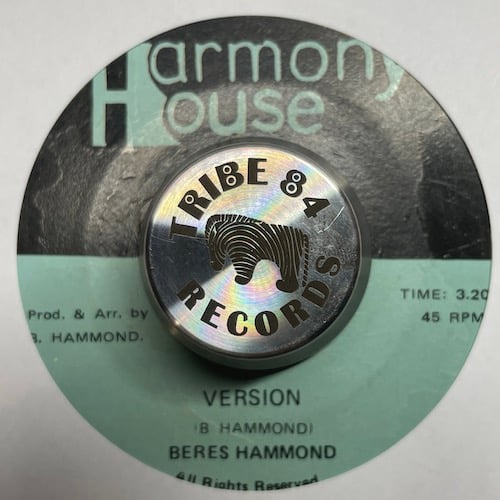 Harmony
House
TRIBE 84
RECORDS
Prod. & Arr. by
B. HAMMOND.
TIME: 3.20
45 RPM
VERSION
(B HAMMOND)
BERES HAMMOND
All Rights Reserved